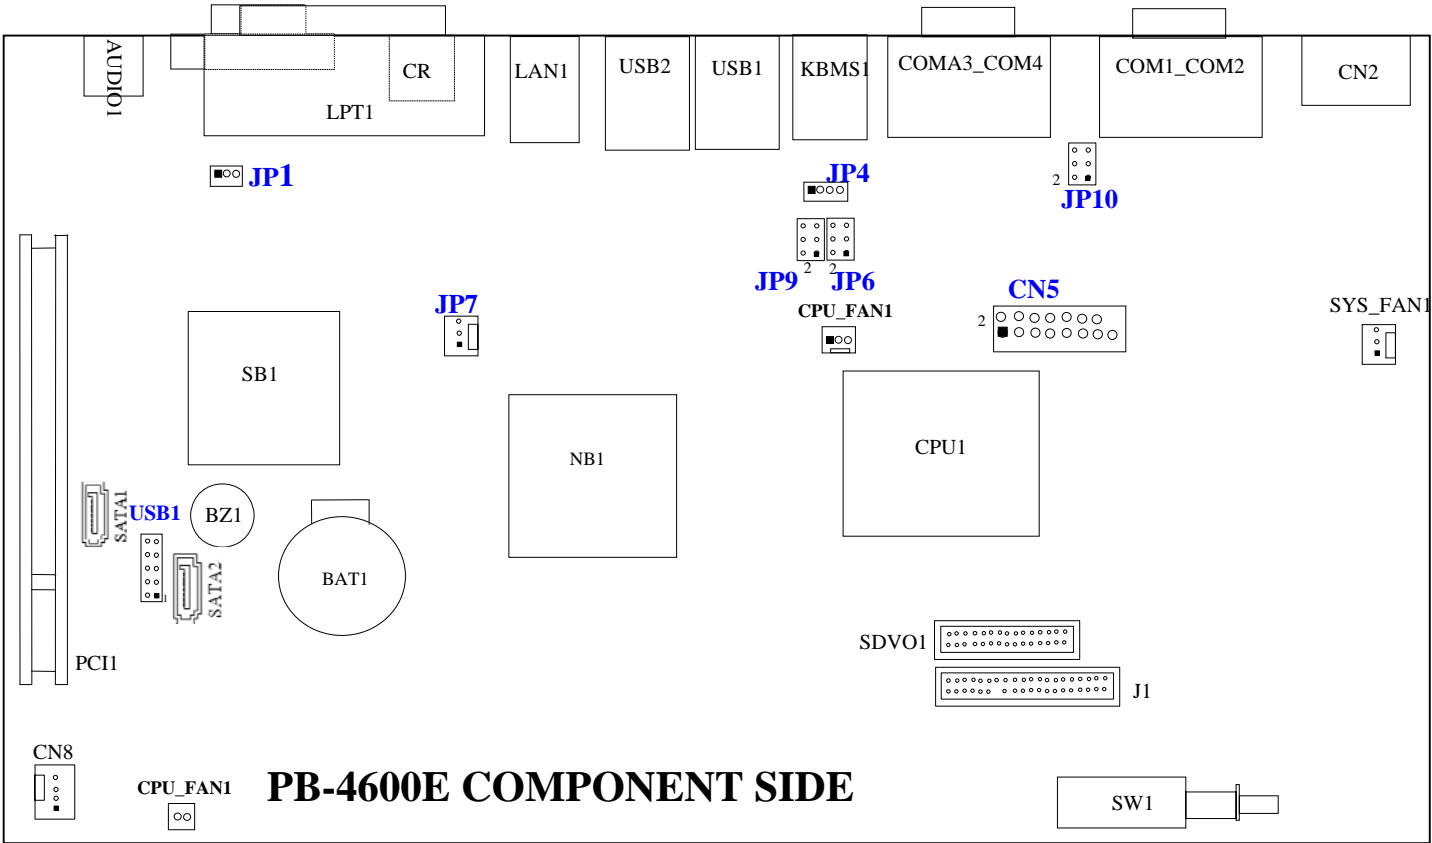 AUDIO1
CR
LPT1
LAN1
USB2
USB1
KBMS1
COMA3_COM4
COM1_COM2
CN2
JP1
JP4
2
JP10
JP9
2
2
JP6
JP7
CPU_FAN1
CN5
2
SYS_FAN1
SB1
NB1
CPU1
SATA1
USB1
BZ1
1
SATA2
BAT1
SDVO1
PCI1
J1
CN8
CPU_FAN1
PB-4600E COMPONENT SIDE
SW1